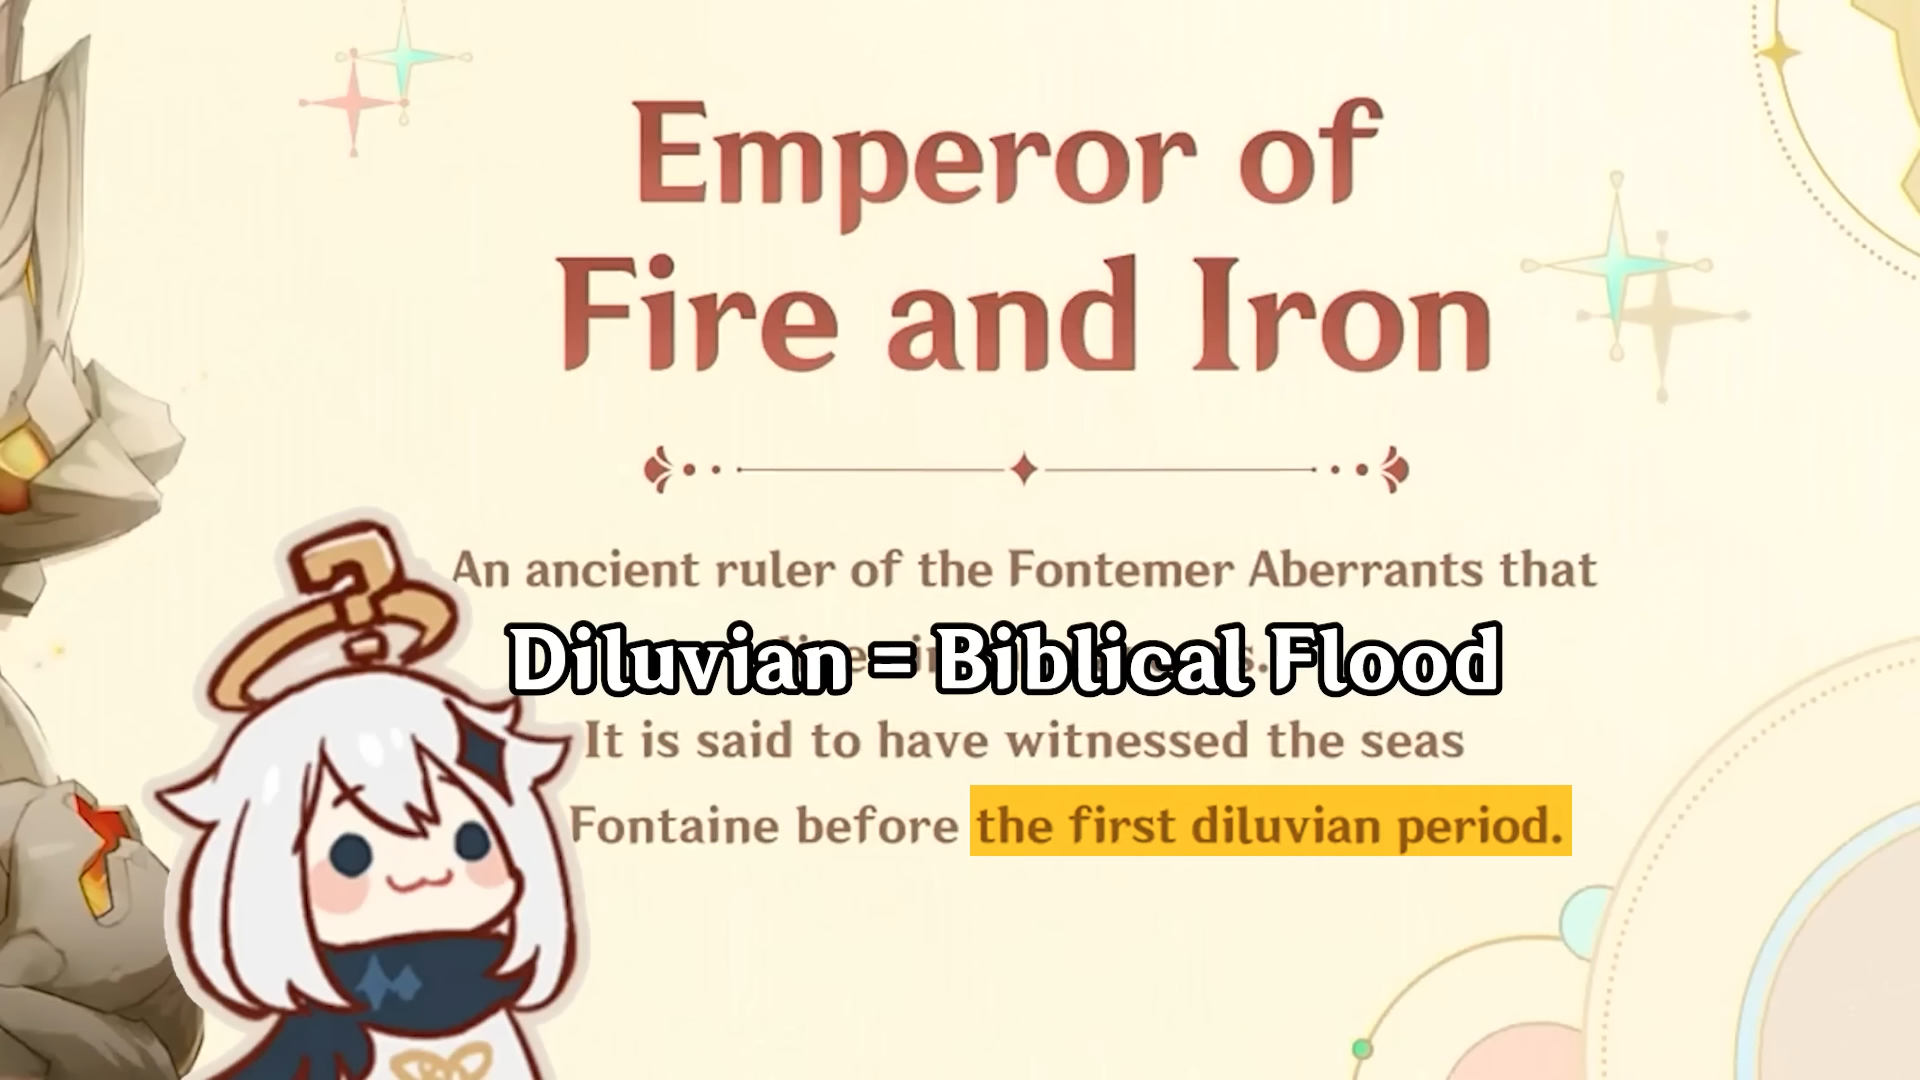 Emperor of
Fire and Iron
An ancient ruler of the Fontemer Aberrants that
Diluvian = Biblical Flood
It is said to have witnessed the seas
Fontaine before the first diluvian period.